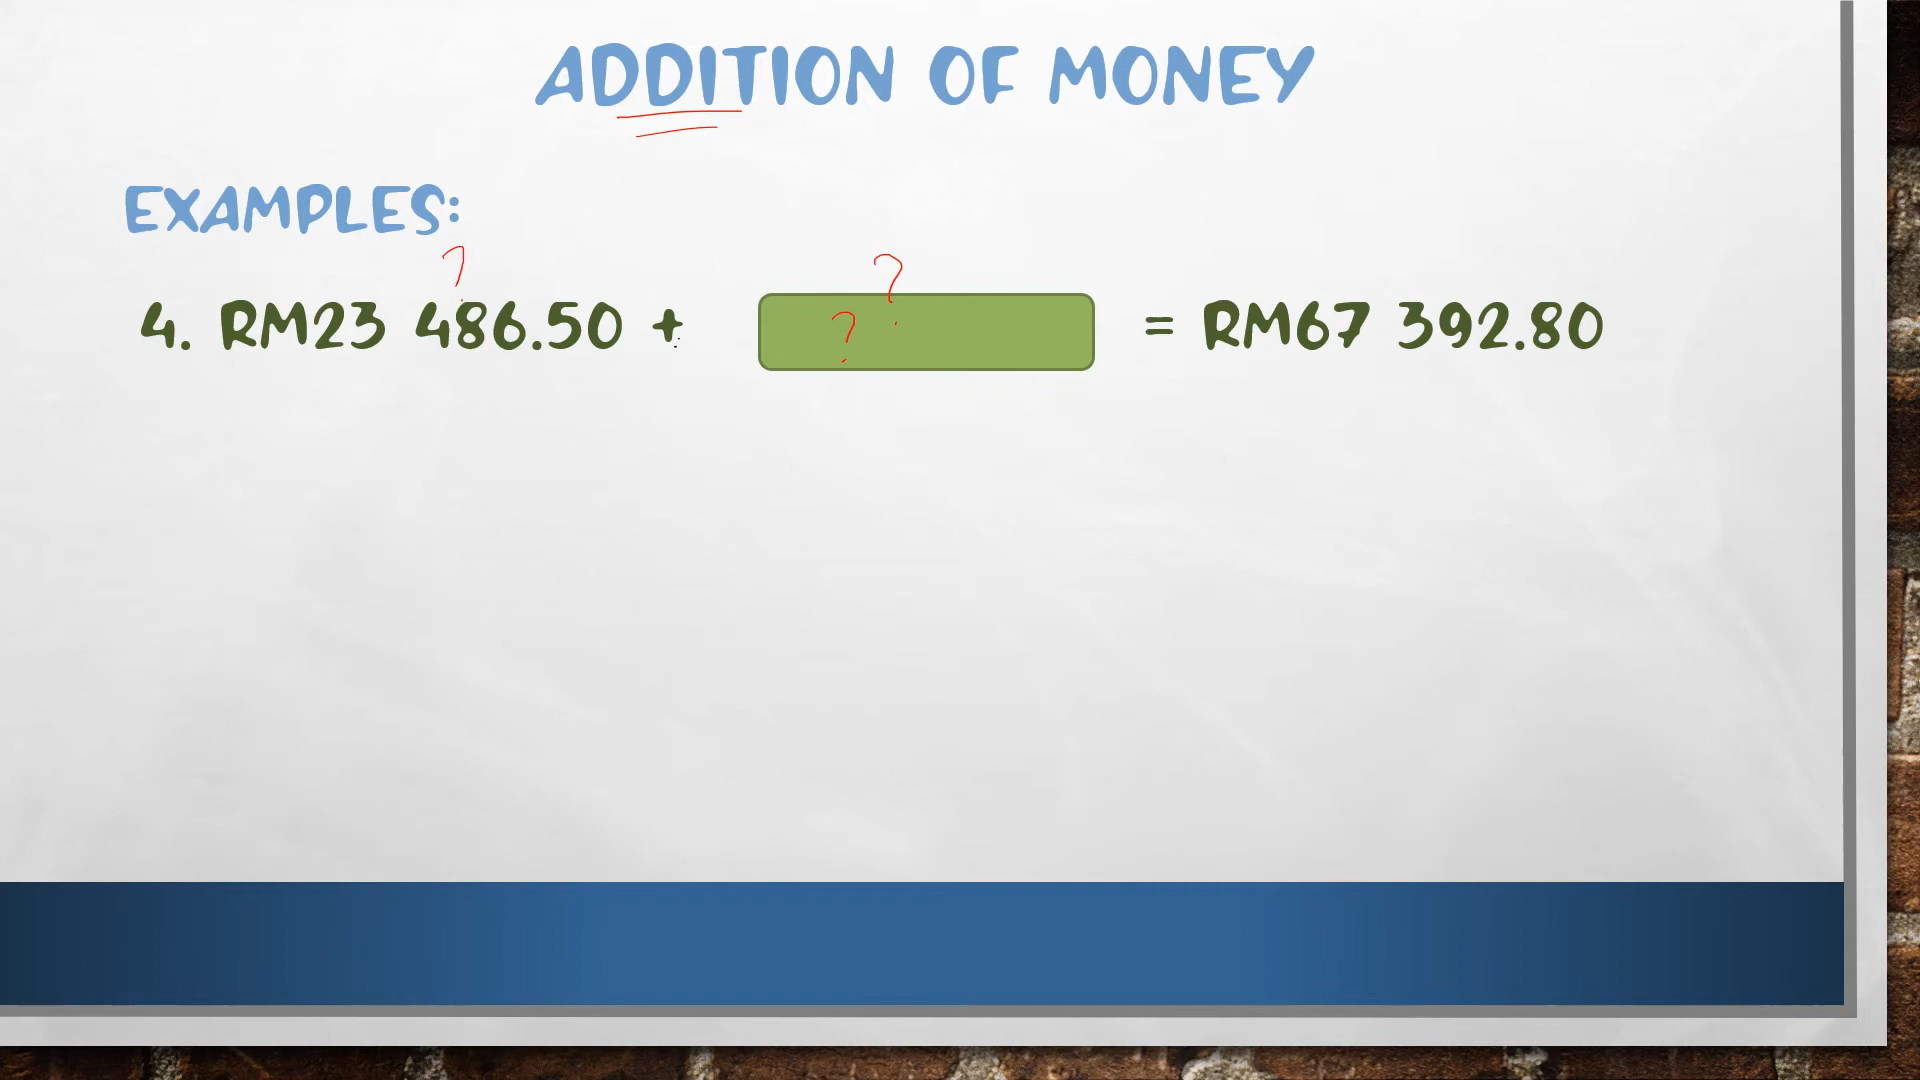 ADDITION OF MONEY
EXAMPLES:
?
?
4. RM23 486.50 + ? = RM67 392.80